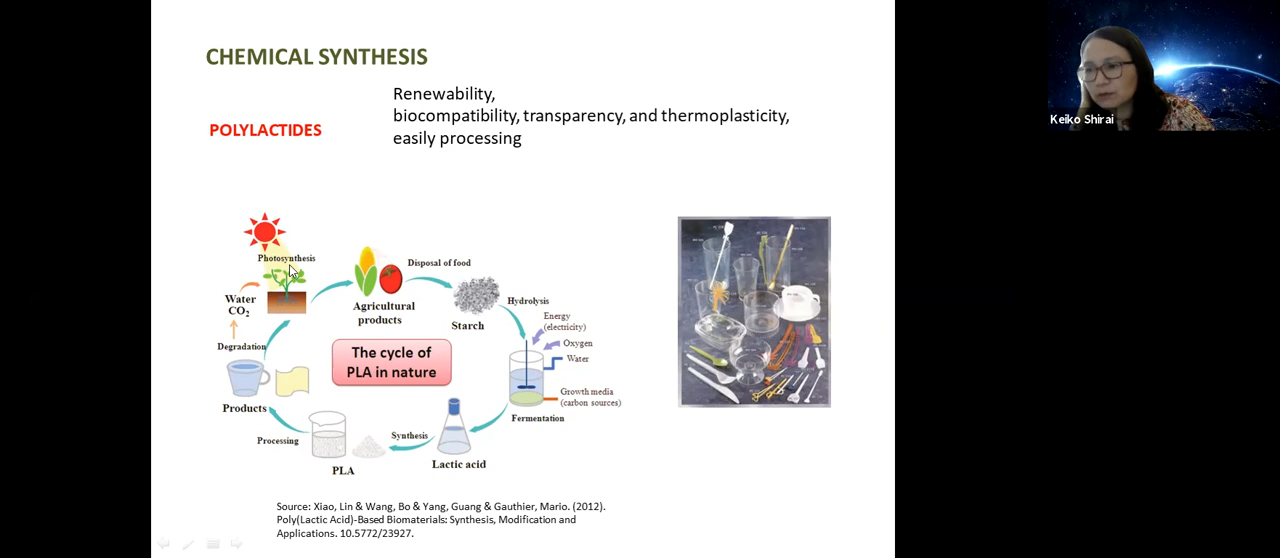 CHEMICAL SYNTHESIS
POLYLACTIDES
Renewability,
biocompatibility, transparency, and thermoplasticity,
easily processing
Keiko Shirai
Photosynthesis
Water
CO₂
Degradation
Products
Processing
PLA
Synthesis
Lactic acid
Fermentation
Agricultural
products
Disposal of food
Starch
Hydrolysis
Energy
(electricity)
Oxygen
Water
Growth media
(carbon sources)
The cycle of
PLA in nature
Source: Xiao, Lin & Wang, Bo & Yang, Guang & Gauthier, Mario. (2012).
Poly(Lactic Acid)-Based Biomaterials: Synthesis, Modification and
Applications. 10.5772/23927.